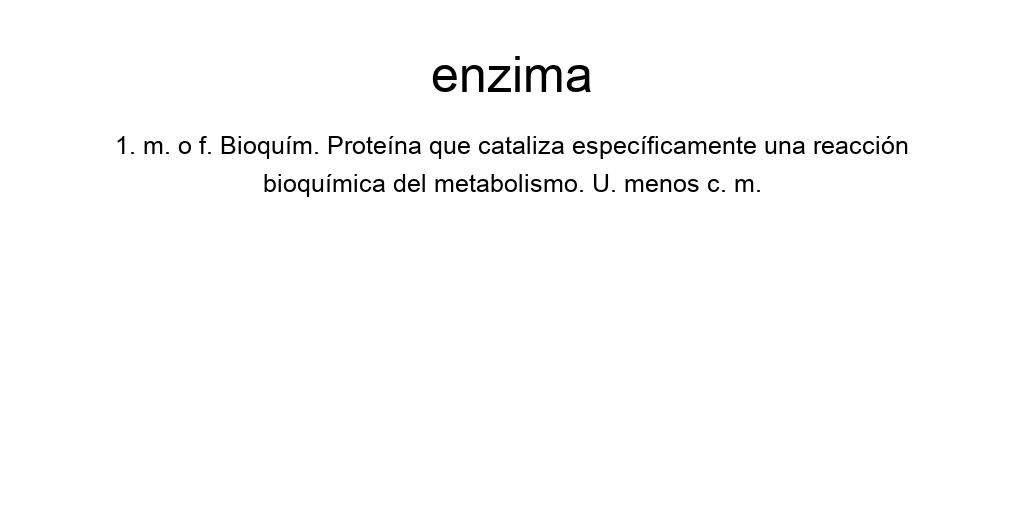 enzima
1. m. o f. Bioquím. Proteína que cataliza específicamente una reacción
bioquímica del metabolismo. U. menos c. m.